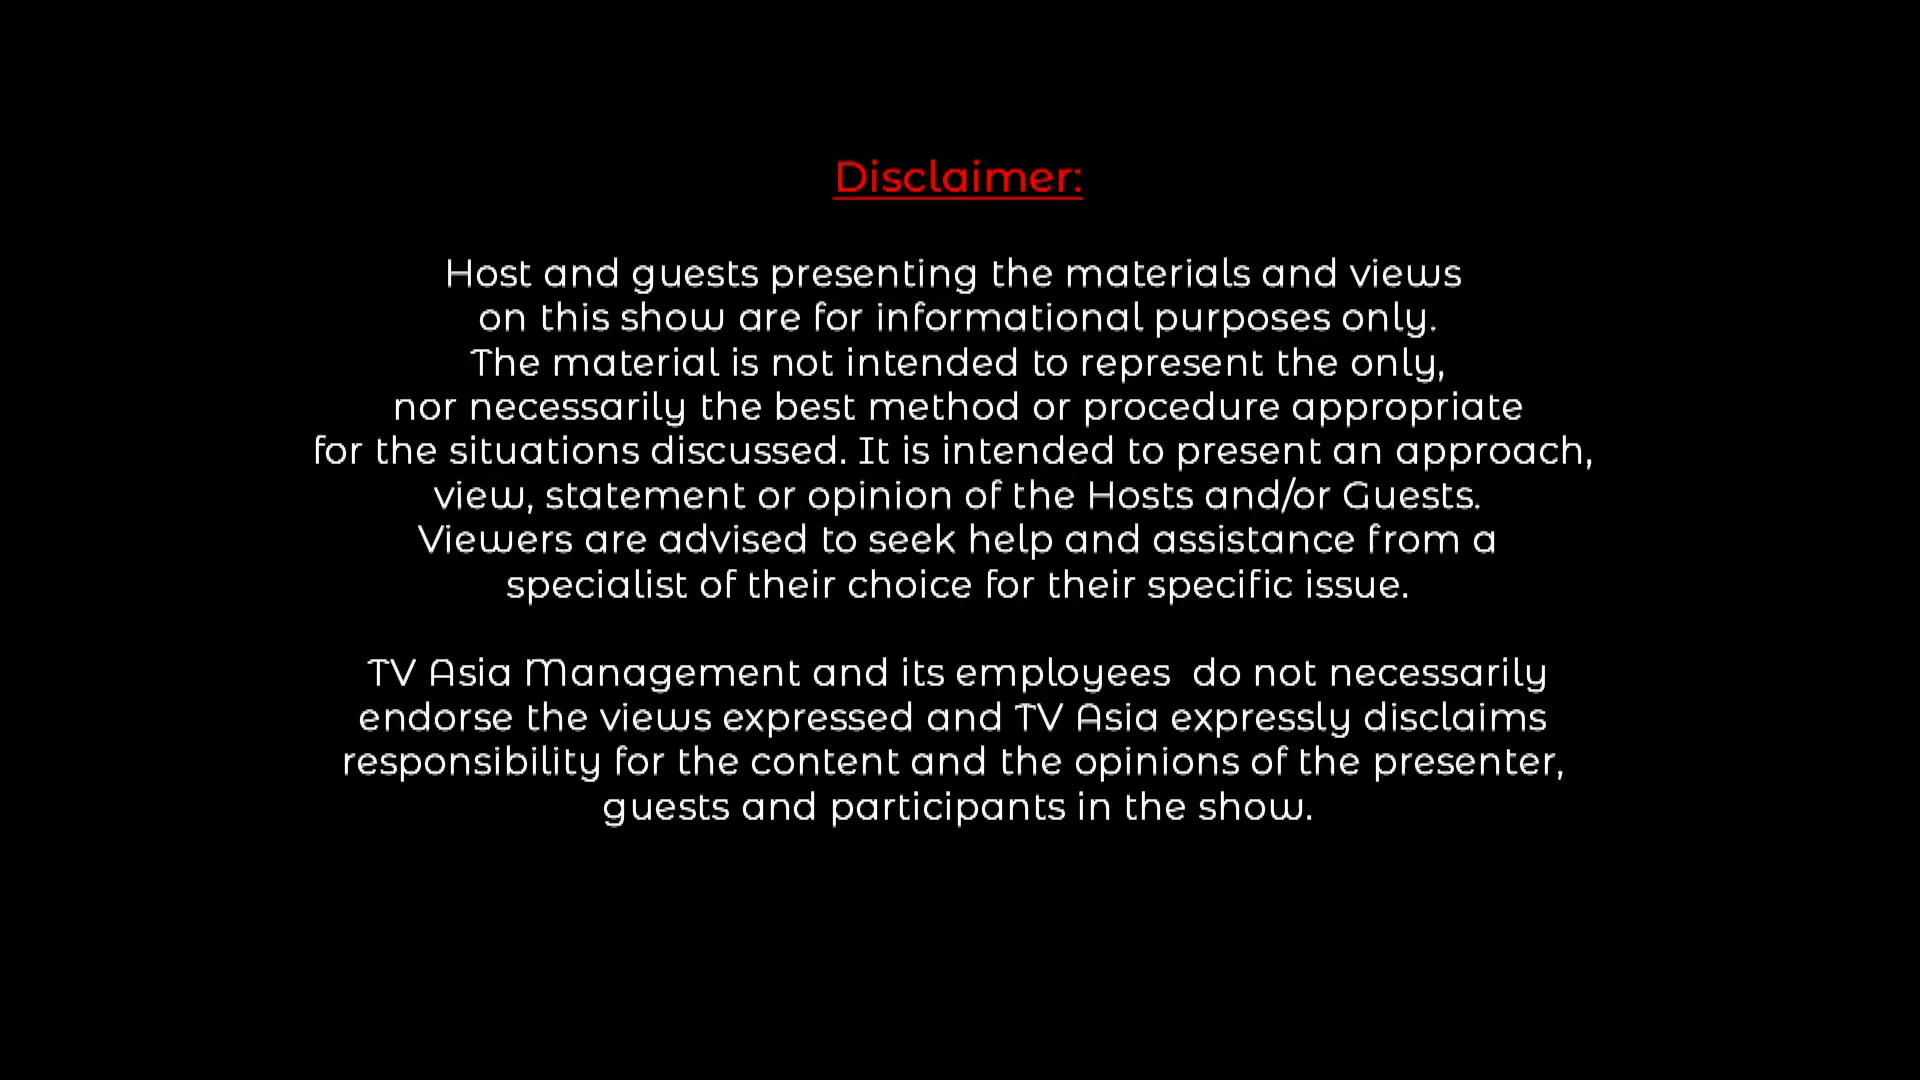 Disclaimer:
Host and guests presenting the materials and views
on this show are for informational purposes only.
The material is not intended to represent the only,
nor necessarily the best method or procedure appropriate
for the situations discussed. It is intended to present an approach,
view, statement or opinion of the Hosts and/or Guests.
Viewers are advised to seek help and assistance from a
specialist of their choice for their specific issue.
TV Asia Management and its employees  do not necessarily
endorse the views expressed and TV Asia expressly disclaims
responsibility for the content and the opinions of the presenter,
guests and participants in the show.